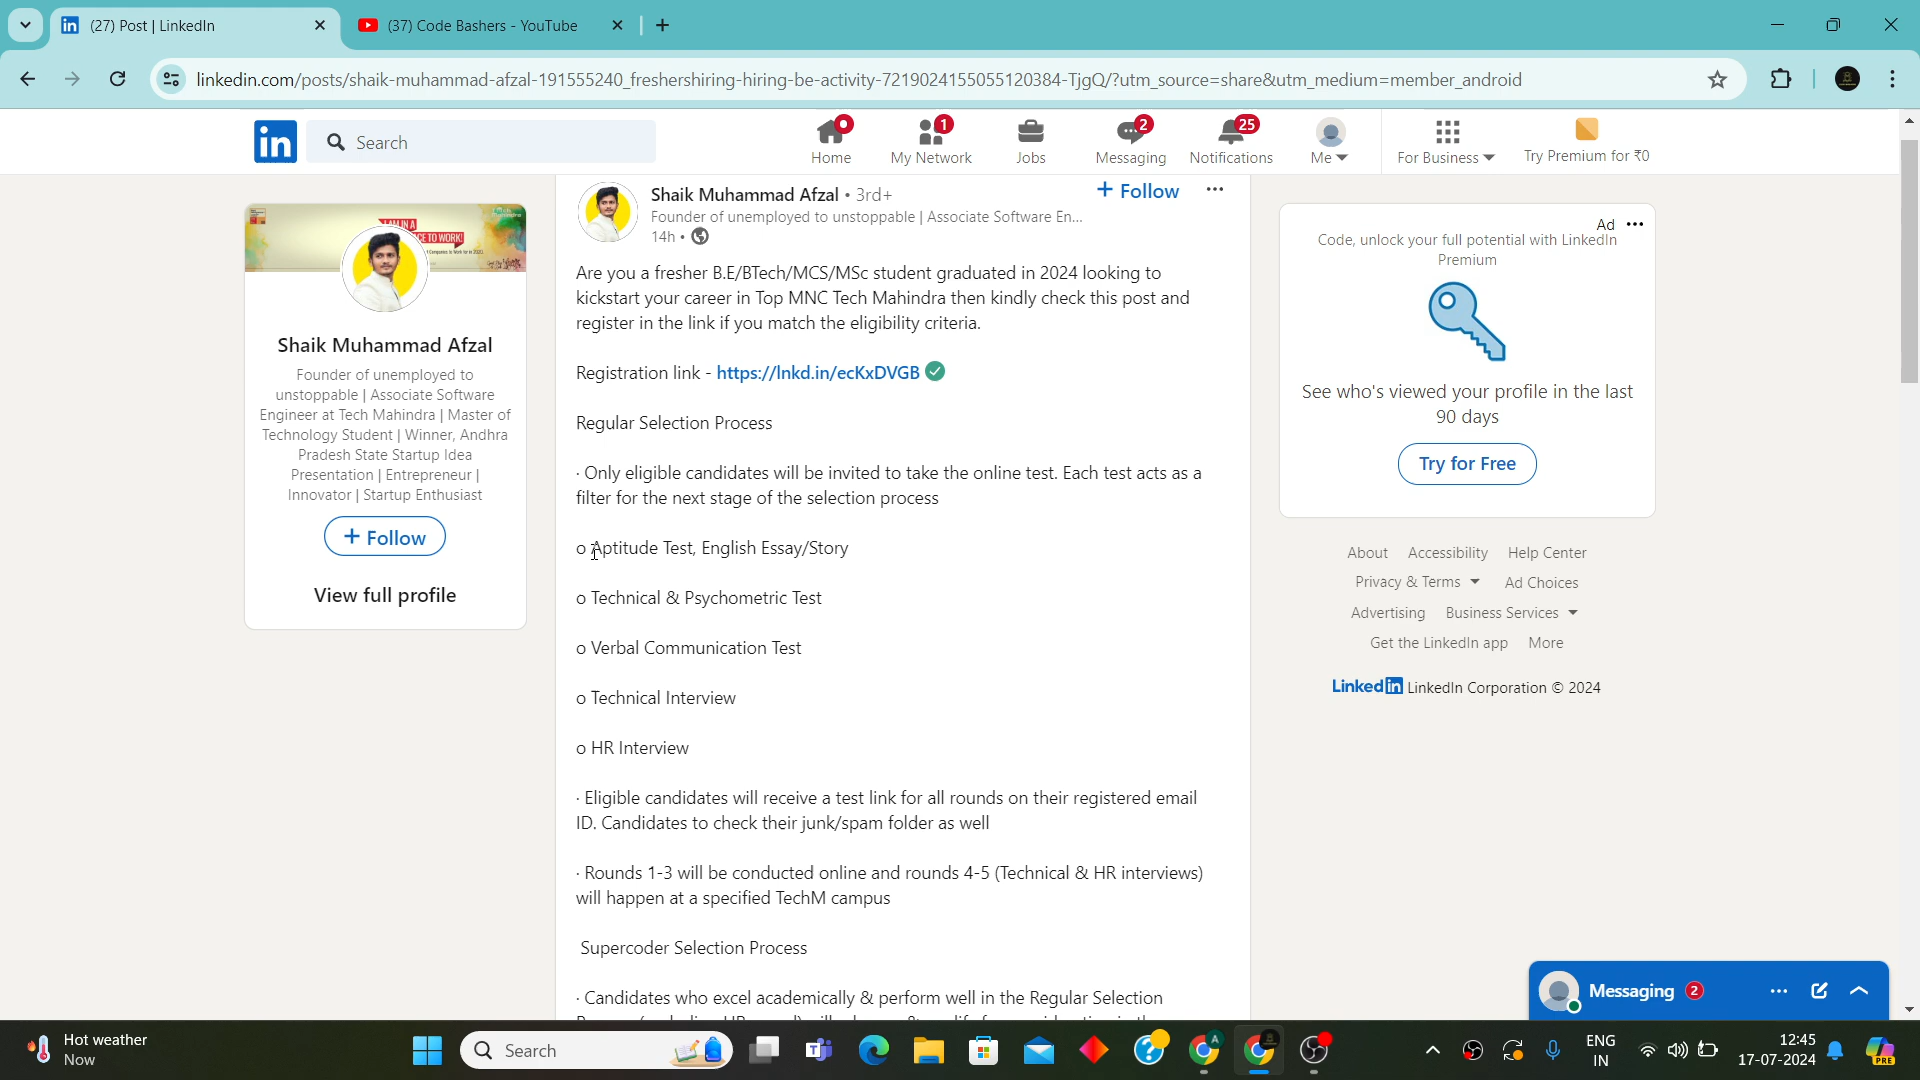 (27) Post | LinkedIn
(37) Code Bashers - YouTube
linkedin.com/posts/shaik-muhammad-afzal-191555240_freshershiring-hiring-be-activity-7219024155055120384-TjgQ/?utm_source=share&utm_medium=member_android
in
Search
Home
1
My Network
Jobs
2
Messaging
25
Notifications
Me
For Business
Try Premium for ₹0
Shaik Muhammad Afzal
Founder of unemployed to
unstoppable | Associate Software
Engineer at Tech Mahindra | Master of
Technology Student | Winner, Andhra
Pradesh State Startup Idea
Presentation | Entrepreneur |
Innovator | Startup Enthusiast
+ Follow
View full profile
Shaik Muhammad Afzal • 3rd+
Founder of unemployed to unstoppable | Associate Software En...
14h •
+ Follow
Are you a fresher B.E/BTech/MCS/MSc student graduated in 2024 looking to
kickstart your career in Top MNC Tech Mahindra then kindly check this post and
register in the link if you match the eligibility criteria.
Registration link - https://lnkd.in/ecKxDVGB
Regular Selection Process
· Only eligible candidates will be invited to take the online test. Each test acts as a
filter for the next stage of the selection process
o Aptitude Test, English Essay/Story
o Technical & Psychometric Test
o Verbal Communication Test
o Technical Interview
o HR Interview
· Eligible candidates will receive a test link for all rounds on their registered email
ID. Candidates to check their junk/spam folder as well
· Rounds 1-3 will be conducted online and rounds 4-5 (Technical & HR interviews)
will happen at a specified TechM campus
Supercoder Selection Process
· Candidates who excel academically & perform well in the Regular Selection
Ad
Code, unlock your full potential with LinkedIn
Premium
See who's viewed your profile in the last
90 days
Try for Free
About Accessibility Help Center
Privacy & Terms Ad Choices
Advertising Business Services
Get the LinkedIn app More
LinkedIn LinkedIn Corporation © 2024
Messaging 2
Hot weather
Now
Search
ENG
IN
12:45
17-07-2024
PRE